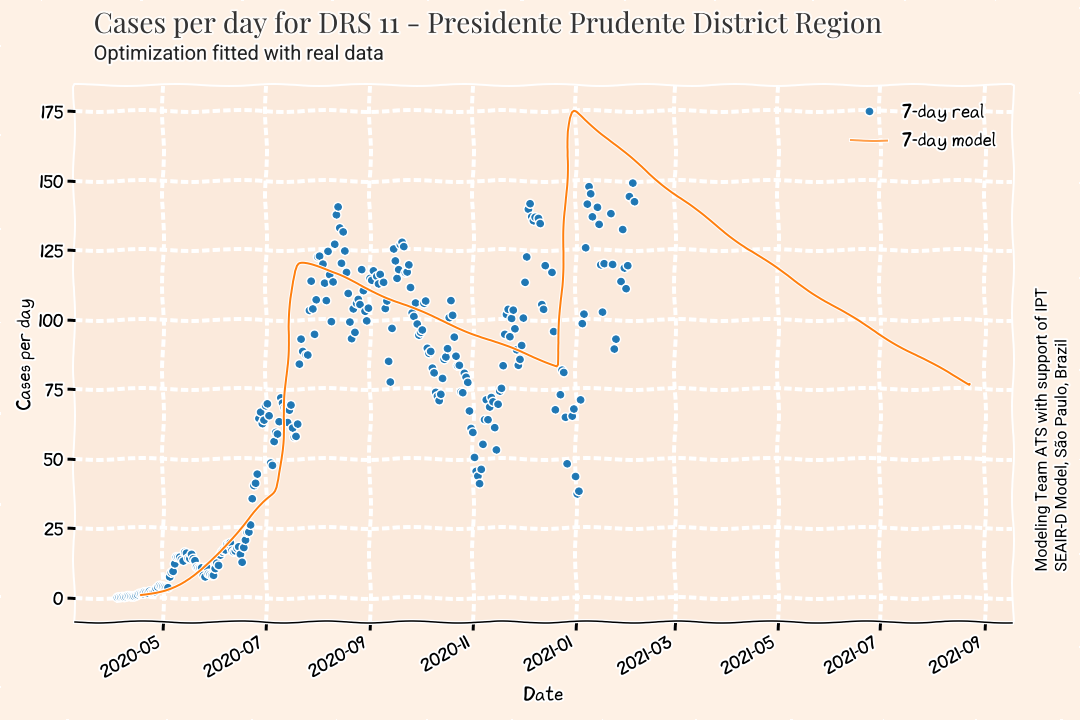 Cases per day for DRS 11 - Presidente Prudente District Region
Optimization fitted with real data
7-day real
7-day model
Cases per day
175
150
125
100
75
50
25
0
2020-05
2020-07
2020-09
2020-11
2021-01
2021-03
2021-05
2021-07
2021-09
Date
Modeling Team ATS with support of IPT
SEAIR-D Model, São Paulo, Brazil